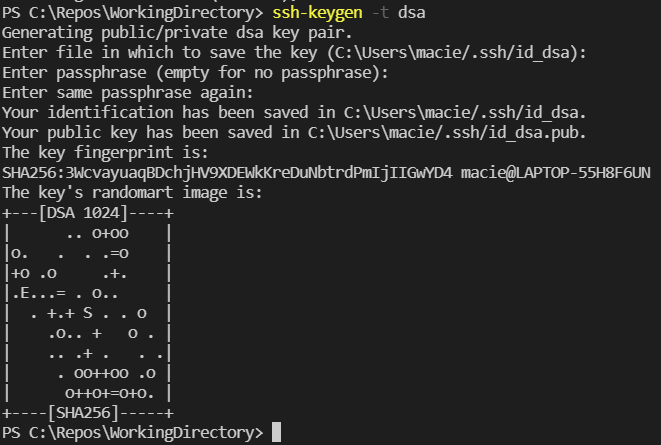 PS C:\Repos\WorkingDirectory> ssh-keygen -t dsa
Generating public/private dsa key pair.
Enter file in which to save the key (C:\Users\macie/.ssh/id_dsa):
Enter passphrase (empty for no passphrase):
Enter same passphrase again:
Your identification has been saved in C:\Users\macie/.ssh/id_dsa.
Your public key has been saved in C:\Users\macie/.ssh/id_dsa.pub.
The key fingerprint is:
SHA256:3WcvayuaqBDchjHV9XDEWkKreDuNbtrdPmIjIIGwYD4 macie@LAPTOP-55H8F6UN
The key's randomart image is:
+---[DSA 1024]----+
|      .. o+oo    |
|o.   .  . .=o    |
|+o .o     .+.    |
|.E...= . o..     |
|  . +.+ S . . o  |
|    .o.. +   o . |
|    .. .+ .   . .|
|     . oo++oo .o |
|      o++o+=o+o. |
+----[SHA256]-----+
PS C:\Repos\WorkingDirectory>